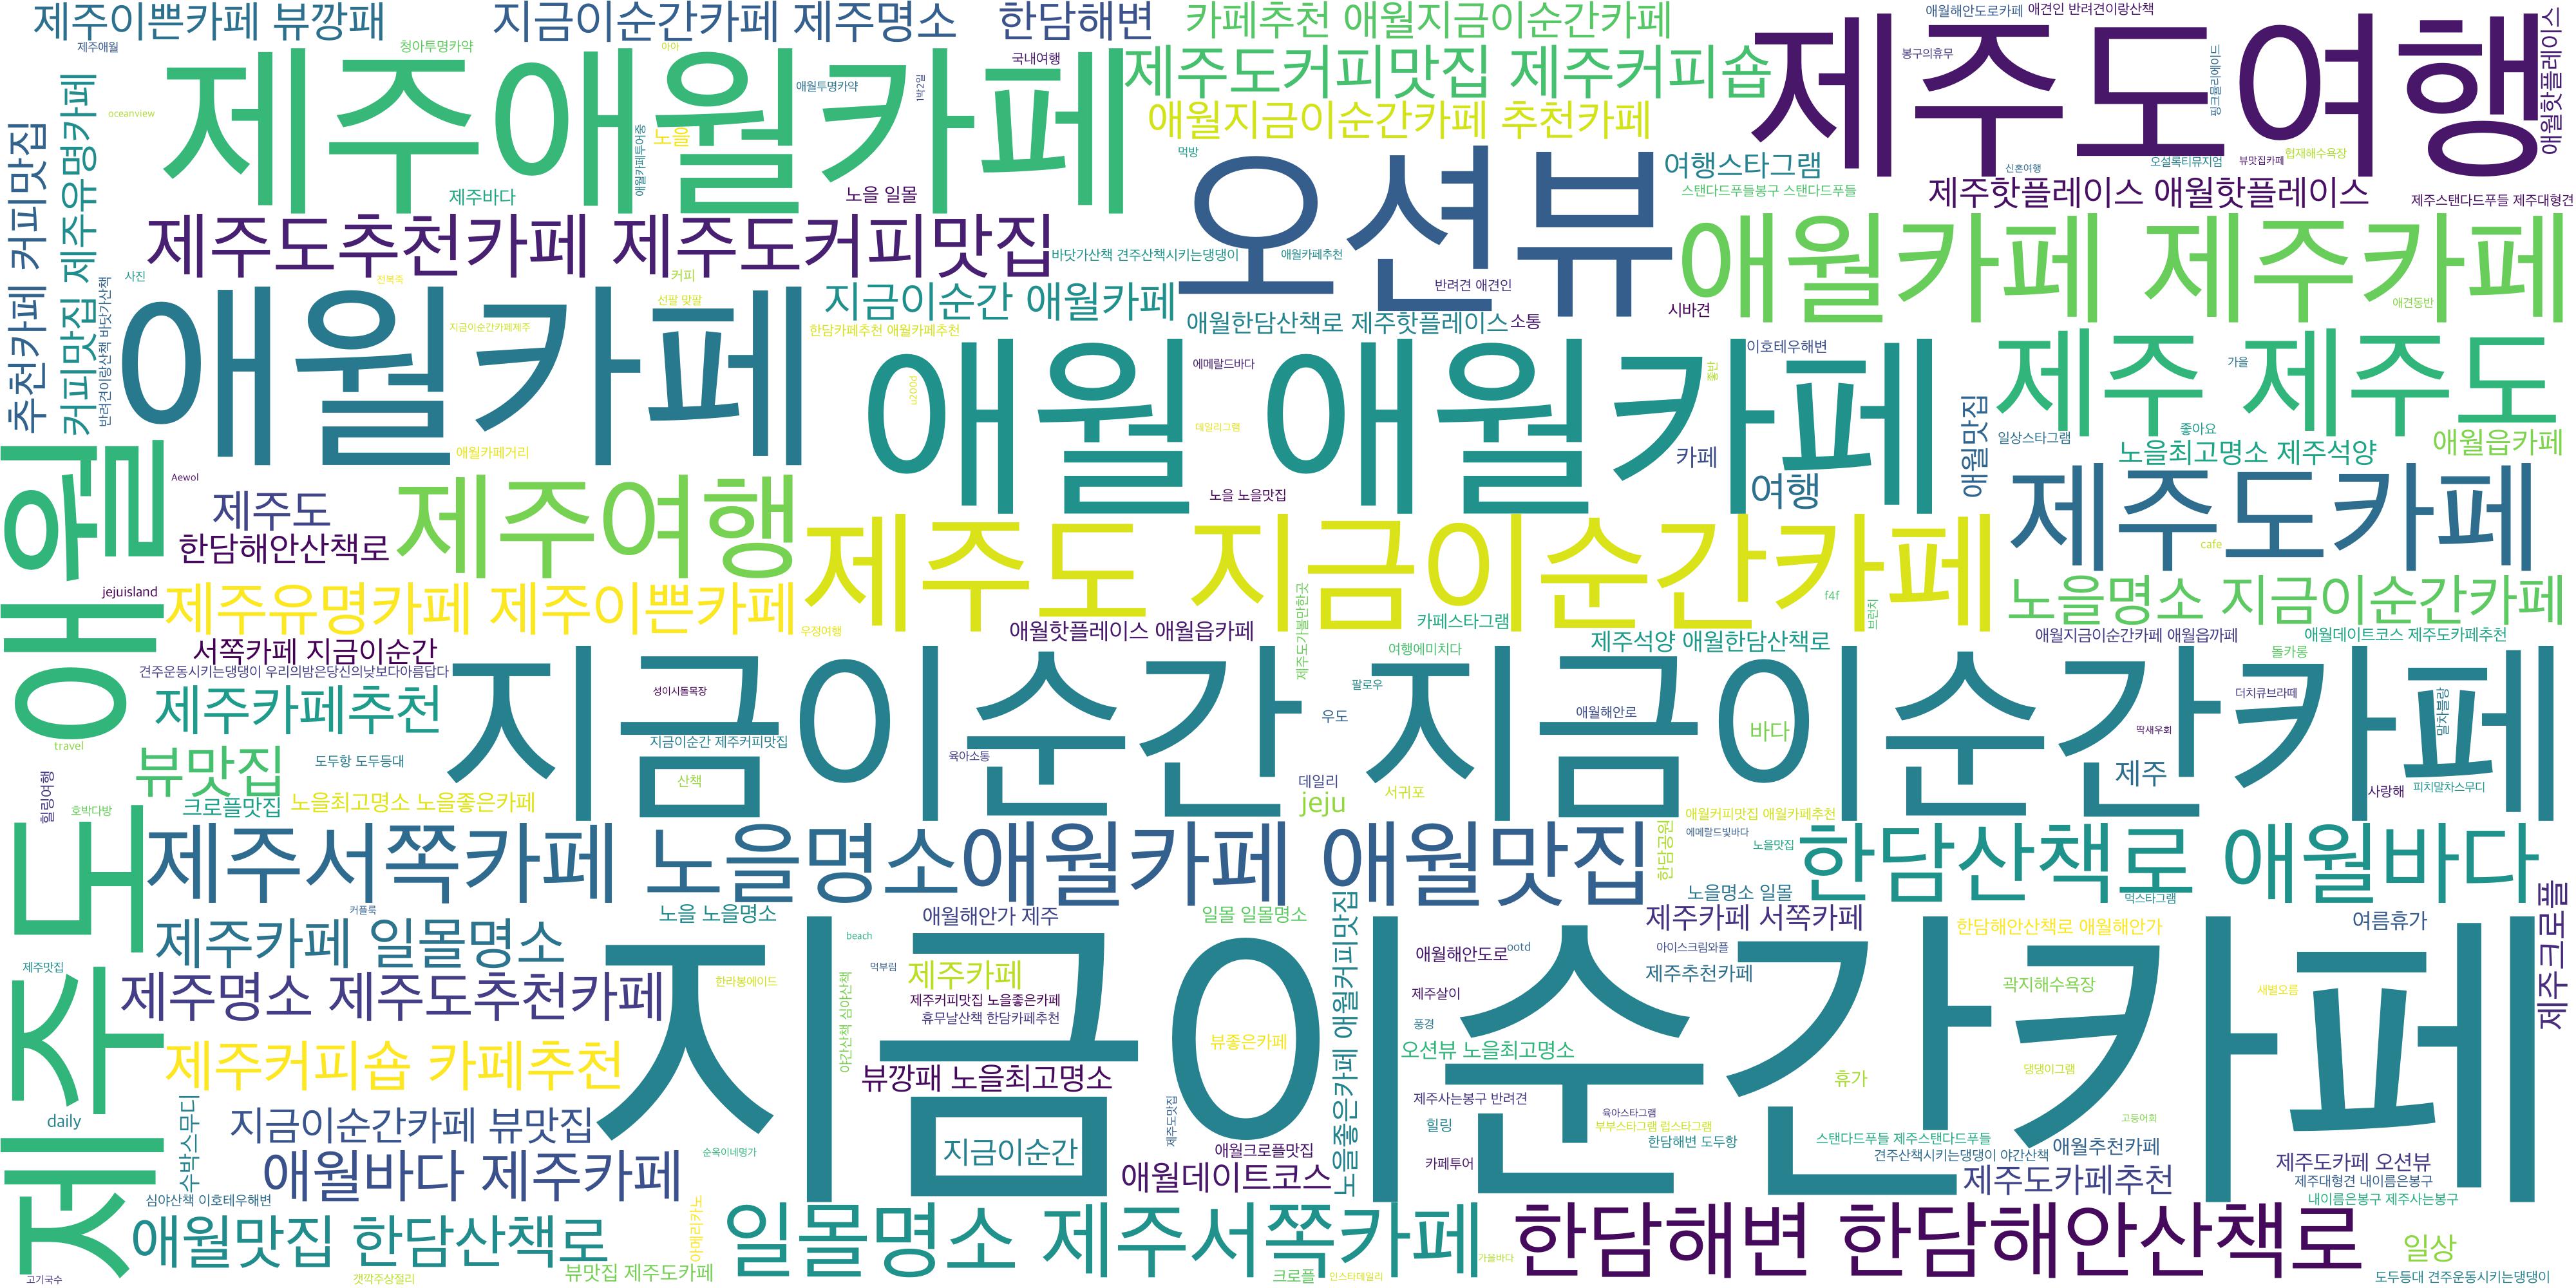 제주이쁜카페 뷰깡패
지금이순간카페 제주명소
한담해변
카페추천 애월지금이순간카페
애월해안도로카페
애견인 반려견이랑산책
제주애월
청아투명카약
아아
국내여행
제주도커피맛집 제주커피숍
제주도여행
봉구의휴무
핑크뮬리에이드
애월핫플레이스
제주애월카페
애월투명카약
1박2일
oceanview
노을
애월카페투어중
애월지금이순간카페 추천카페
커피맛집 제주유명카페
추천카페 커피맛집
먹방
오션뷰
여행스타그램
신혼여행
오설록티뮤지엄
뷰맛집카페
협재해수욕장
제주바다
노을 일몰
스탠다드푸들봉구 스탠다드푸들
제주핫플레이스 애월핫플레이스
제주스탠다드푸들 제주대형견
제주도추천카페 제주도커피맛집
바닷가산책 견주산책시키는댕댕이
애월카페추천
애월카페 제주카페
사진
전복죽
커피
반려견이랑산책 바닷가산책
반려견 애견인
지금이순간 애월카페
선팔 맞팔
시바견
애견동반
애월카페
지금이순간카페제주
한담카페추천 애월카페추천
애월한담산책로 제주핫플레이스
소통
애월 애월카페
에메랄드바다
이호테우해변
좋반
제주 제주도
가을
u200d
데일리그램
애월맛집
일상스타그램
좋아요
애월카페거리
카페
노을최고명소 제주석양
애월읍카페
Aewol
제주여행
노을 노을맛집
여행
제주도카페
제주도
한담해안산책로
제주도 지금이순간카페
cafe
jejuisland
제주유명카페 제주이쁜카페
제주도가볼만한곳
f4f
브런치
노을명소 지금이순간카페
우정여행
애월핫플레이스 애월읍카페
카페스타그램
서쪽카페 지금이순간
제주석양 애월한담산책로
애월지금이순간카페 애월읍까페
애월데이트코스 제주도카페추천
견주운동시키는댕댕이 우리의밤은당신의낮보다아름답다
여행에미치다
돌카롱
제주카페추천
지금이순간 지금이순간카페
성이시돌목장
팔로우
더치큐브라떼
말차블랑
애월해안로
우도
바다
딱새우회
travel
뷰맛집
도두항 도두등대
지금이순간 제주커피맛집
육아소통
산책
데일리
제주
힐링여행
호박다방
크로플맛집
노을최고명소 노을좋은카페
jeju
서귀포
사랑해
피치말차스무디
애월커피맛집 애월카페추천
제주서쪽카페 노을명소
애월카페 애월맛집
한담공원
에메랄드빛바다
노을맛집
한담산책로 애월바다
제주도애월
커플룩
노을 노을명소
애월해안가 제주
일몰 일몰명소
노을명소 일몰
먹스타그램
제주크로플
제주카페 일몰명소
beach
제주카페 서쪽카페
한담해안산책로 애월해안가
여름휴가
애월해안도로
ootd
아이스크림와플
제주맛집
한라봉에이드
먹부림
제주카페
제주추천카페
곽지해수욕장
새별오름
제주명소 제주도추천카페
야간산책 심야산책
제주커피맛집 노을좋은카페
휴무날산책 한담카페추천
제주살이
풍경
지금이순간카페
뷰좋은카페
노을좋은카페 애월커피맛집
제주커피숍 카페추천
뷰깡패 노을최고명소
오션뷰 노을최고명소
휴가
댕댕이그램
daily
수박스무디
지금이순간카페 뷰맛집
제주도맛집
제주사는봉구 반려견
육아스타그램
부부스타그램 럽스타그램
고등어회
힐링
지금이순간
애월크로플맛집
한담해변 도두항
스탠다드푸들 제주스탠다드푸들
견주산책시키는댕댕이 야간산책
애월추천카페
애월바다 제주카페
순옥이네명가
애월데이트코스
카페투어
제주도카페추천
제주도카페 오션뷰
제주대형견 내이름은봉구
심야산책 이호테우해변
내이름은봉구 제주사는봉구
애월맛집 한담산책로
아메리카노
일몰명소 제주서쪽카페
가을바다
한담해변 한담해안산책로
일상
고기국수
갯깍주상절리
뷰맛집 제주도카페
크로플
인스타데일리
도두등대 견주운동시키는댕댕이